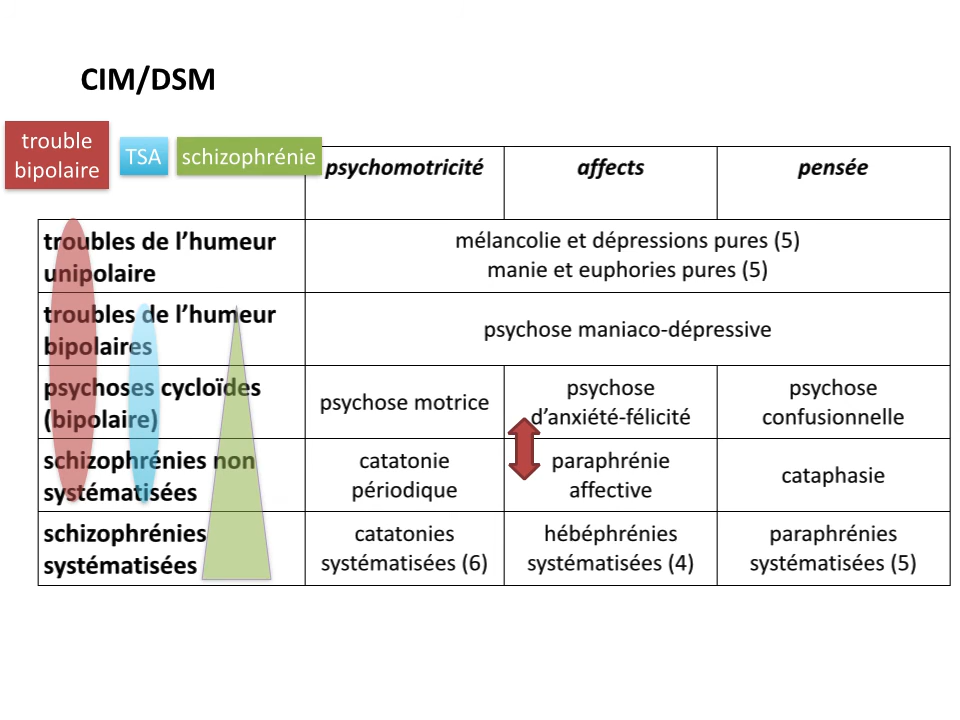 CIM/DSM
trouble
bipolaire
TSA
schizophrénie
psychomotricité
affects
pensée
troubles de l’humeur
unipolaire
mélancolie et dépressions pures (5)
manie et euphories pures (5)
troubles de l’humeur
bipolaires
psychose maniaco-dépressive
psychoses cycloïdes
(bipolaire)
psychose motrice
psychose
d’anxiété-félicité
psychose
confusionnelle
schizophrénies non
systématisées
catatonie
périodique
paraphrénie
affective
cataphasie
schizophrénies
systématisées
catatonies
systématisées (6)
hébéphrénies
systématisées (4)
paraphrénies
systématisées (5)